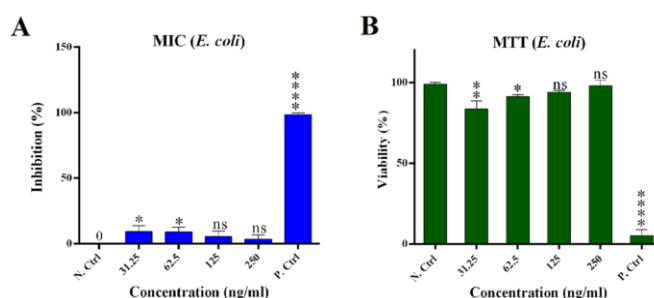 A
MIC (E. coli)
Inhibition (%)
150
100
50
0
0
*
*
ns
ns
****
N. Ctrl
31.25
62.5
125
250
P. Ctrl
Concentration (ng/ml)
B
MTT (E. coli)
Viability (%)
100
50
0
**
*
ns
ns
****
N. Ctrl
31.25
62.5
125
250
P. Ctrl
Concentration (ng/ml)